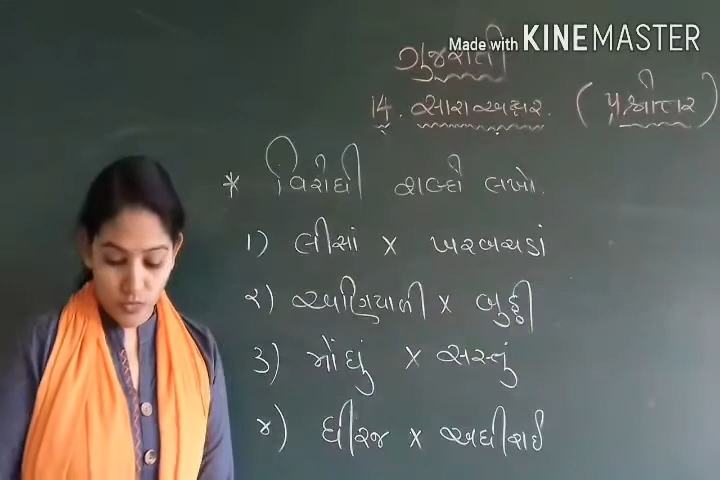 Made with KINEMASTER
ગુજરાતી
14. સારા અક્ષર. (પ્રશ્નોત્તર)
* વિરોધી શબ્દો લખો.
૧) લીસાં x ખરબચડાં
૨) અણિયાળી x બુઠ્ઠી
૩) મોંઘું x સસ્તું
૪) ધીરજ x અધીરાઈ